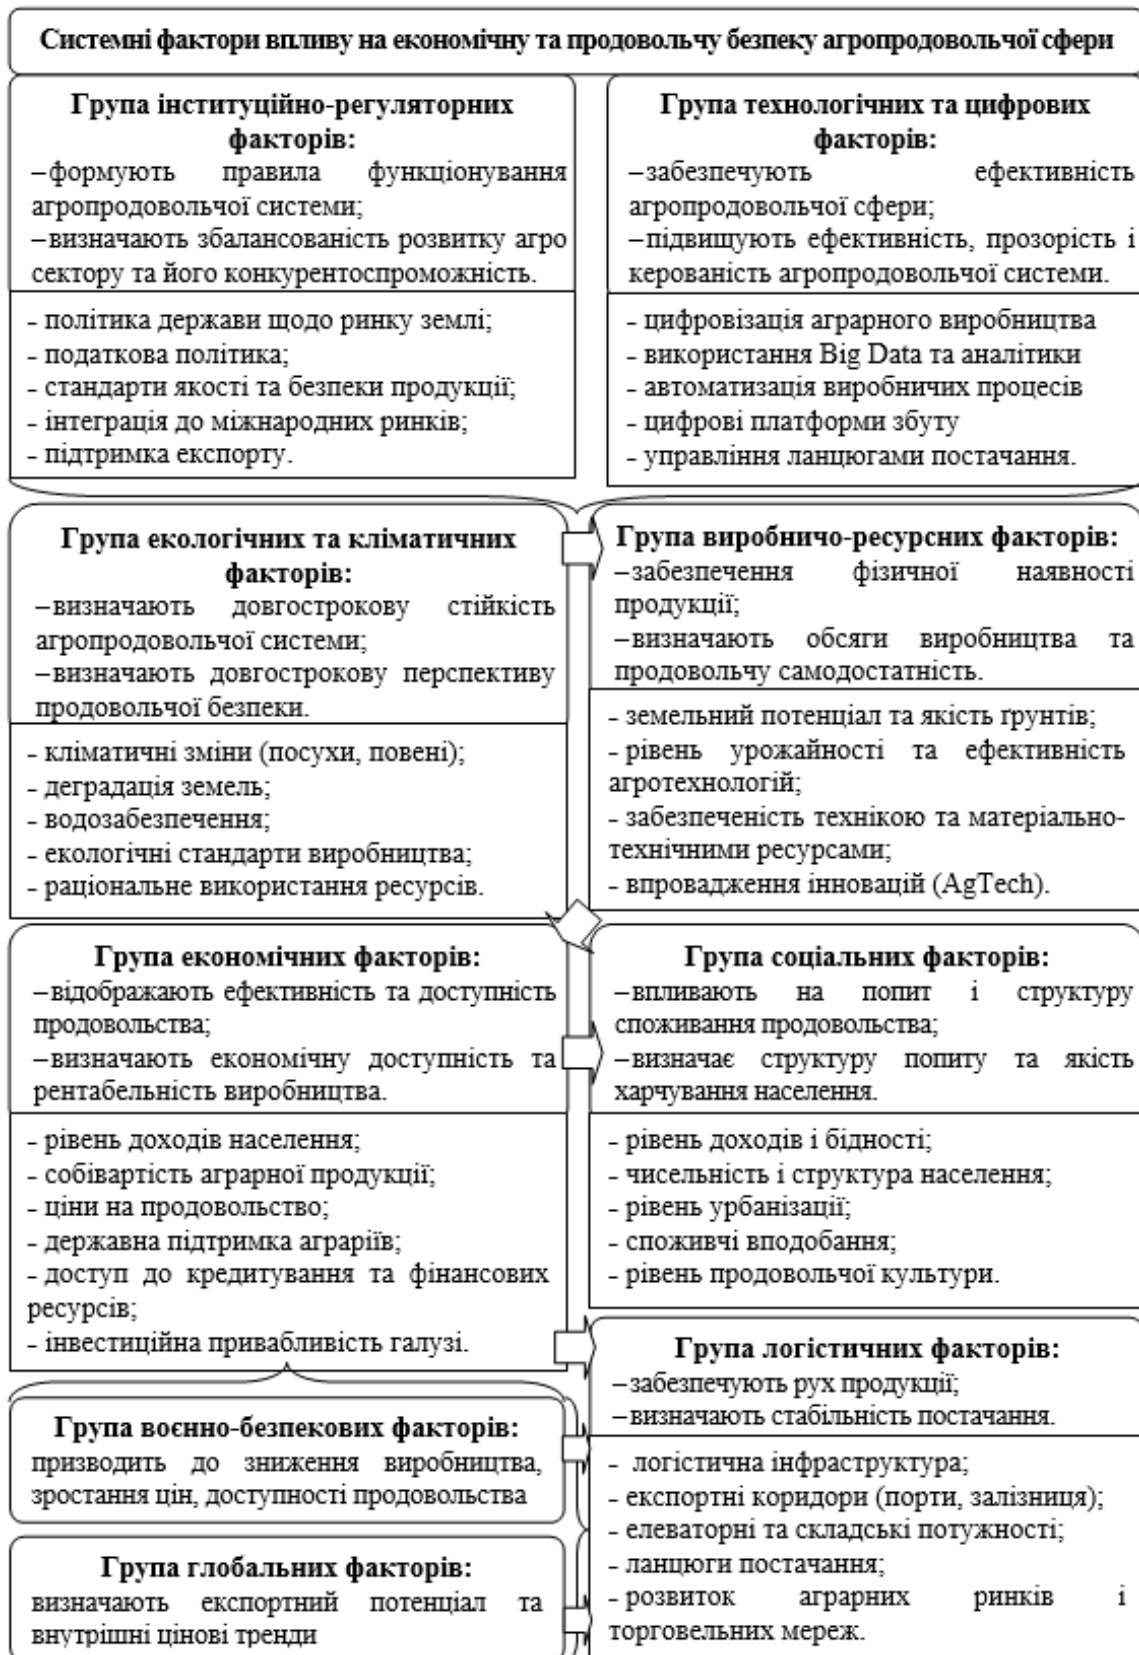 Системні фактори впливу на економічну та продовольчу безпеку агропродовольчої сфери
Група інституційно-регуляторних
факторів:
–формують правила функціонування
агропродовольчої системи;
–визначають збалансованість розвитку агро
сектору та його конкурентоспроможність.
- політика держави щодо ринку землі;
- податкова політика;
- стандарти якості та безпеки продукції;
- інтеграція до міжнародних ринків;
- підтримка експорту.
Група технологічних та цифрових
факторів:
–забезпечують ефективність
агропродовольчої сфери;
–підвищують ефективність, прозорість і
керованість агропродовольчої системи.
- цифровізація аграрного виробництва
- використання Big Data та аналітики
- автоматизація виробничих процесів
- цифрові платформи збуту
- управління ланцюгами постачання.
Група екологічних та кліматичних
факторів:
–визначають довгострокову стійкість
агропродовольчої системи;
–визначають довгострокову перспективу
продовольчої безпеки.
- кліматичні зміни (посухи, повені);
- деградація земель;
- водозабезпечення;
- екологічні стандарти виробництва;
- раціональне використання ресурсів.
Група виробничо-ресурсних факторів:
–забезпечення фізичної наявності
продукції;
–визначають обсяги виробництва та
продовольчу самодостатність.
- земельний потенціал та якість ґрунтів;
- рівень урожайності та ефективність
агротехнологій;
- забезпеченість технікою та матеріально-
технічними ресурсами;
- впровадження інновацій (AgTech).
Група економічних факторів:
–відображають ефективність та доступність
продовольства;
–визначають економічну доступність та
рентабельність виробництва.
- рівень доходів населення;
- собівартість аграрної продукції;
- ціни на продовольство;
- державна підтримка аграріїв;
- доступ до кредитування та фінансових
ресурсів;
- інвестиційна привабливість галузі.
Група соціальних факторів:
–впливають на попит і структуру
споживання продовольства;
–визначає структуру попиту та якість
харчування населення.
- рівень доходів і бідності;
- чисельність і структура населення;
- рівень урбанізації;
- споживчі вподобання;
- рівень продовольчої культури.
Група воєнно-безпекових факторів:
призводить до зниження виробництва,
зростання цін, доступності продовольства
Група глобальних факторів:
визначають експортний потенціал та
внутрішні цінові тренди
Група логістичних факторів:
–забезпечують рух продукції;
–визначають стабільність постачання.
- логістична інфраструктура;
- експортні коридори (порти, залізниця);
- елеваторні та складські потужності;
- ланцюги постачання;
- розвиток аграрних ринків і
торговельних мереж.